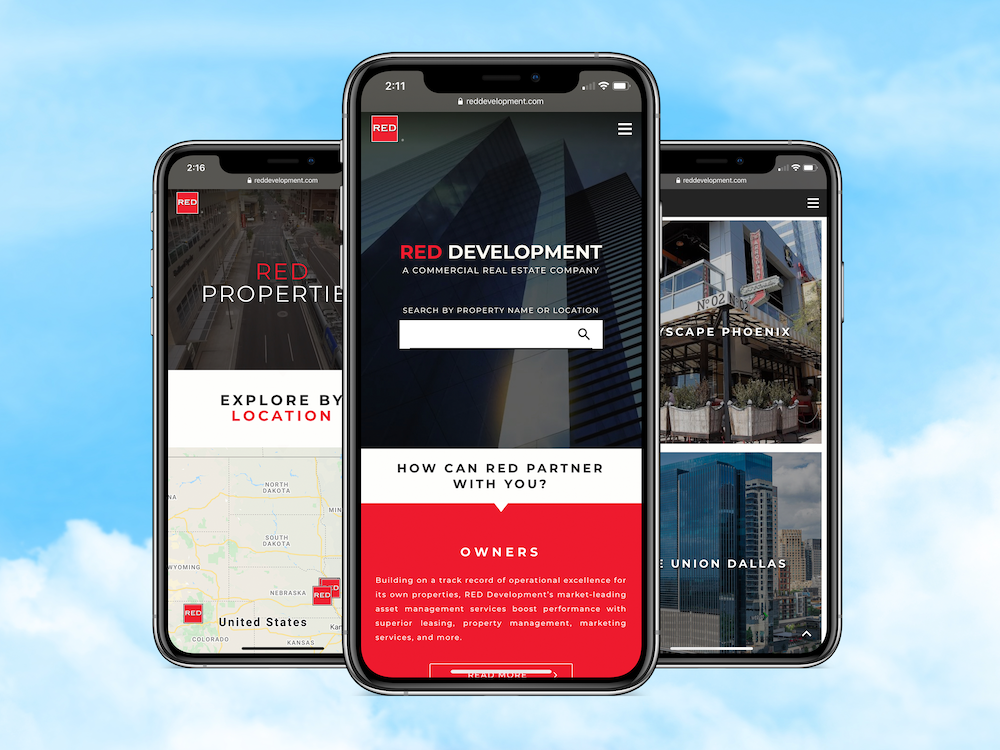 2:16
reddevelopment.com
RED
RED
PROPERTIE
EXPLORE BY
LOCATION
NORTH
DAKOTA
NA
MIN
SOUTH
DAKOTA
WYOMING
NEBRASKA
RED
RED
RED
United States
COLORADO
KANSAS
Kan
2:11
reddevelopment.com
RED
RED DEVELOPMENT
A COMMERCIAL REAL ESTATE COMPANY
SEARCH BY PROPERTY NAME OR LOCATION
HOW CAN RED PARTNER
WITH YOU?
OWNERS
Building on a track record of operational excellence for
its own properties, RED Development's market-leading
asset management services boost performance with
superior leasing, property management, marketing
services, and more.
READ MORE
reddevelopment.com
Nº 02
YSCAPE PHOENIX
E UNION DALLAS